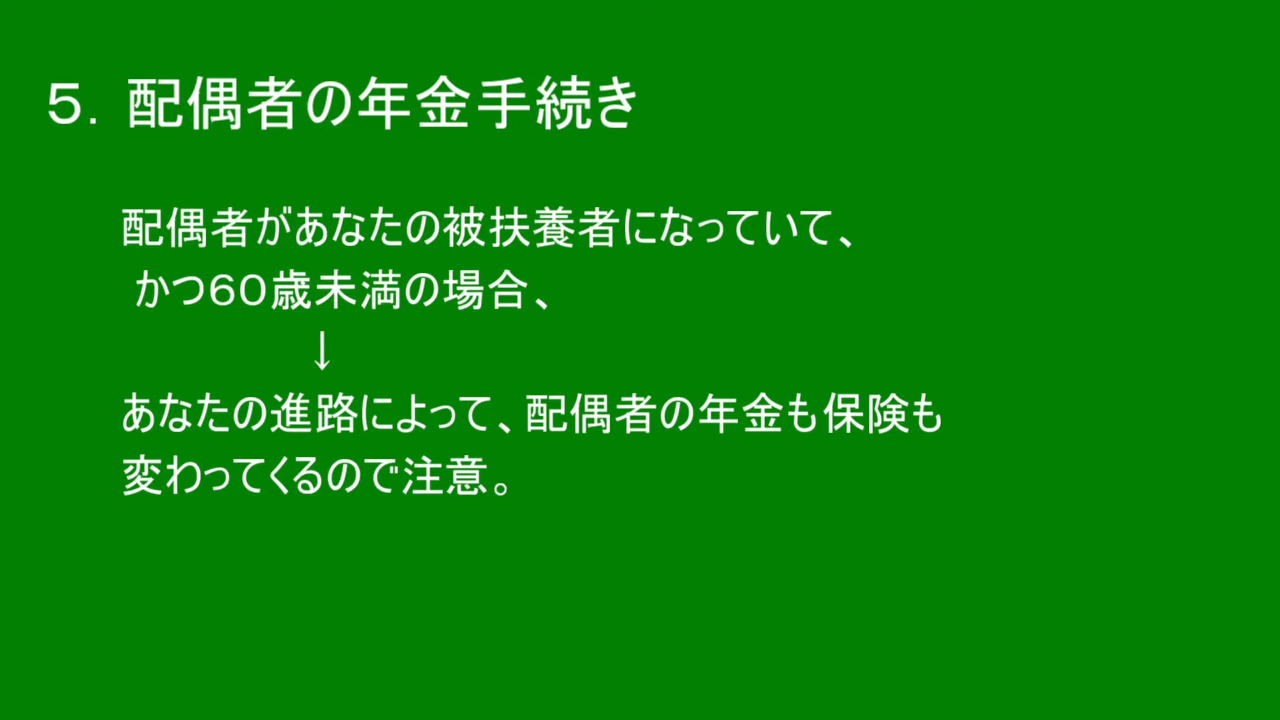 ５．配偶者の年金手続き
配偶者があなたの被扶養者になっていて、
かつ６０歳未満の場合、
↓
あなたの進路によって、配偶者の年金も保険も
変わってくるので注意。